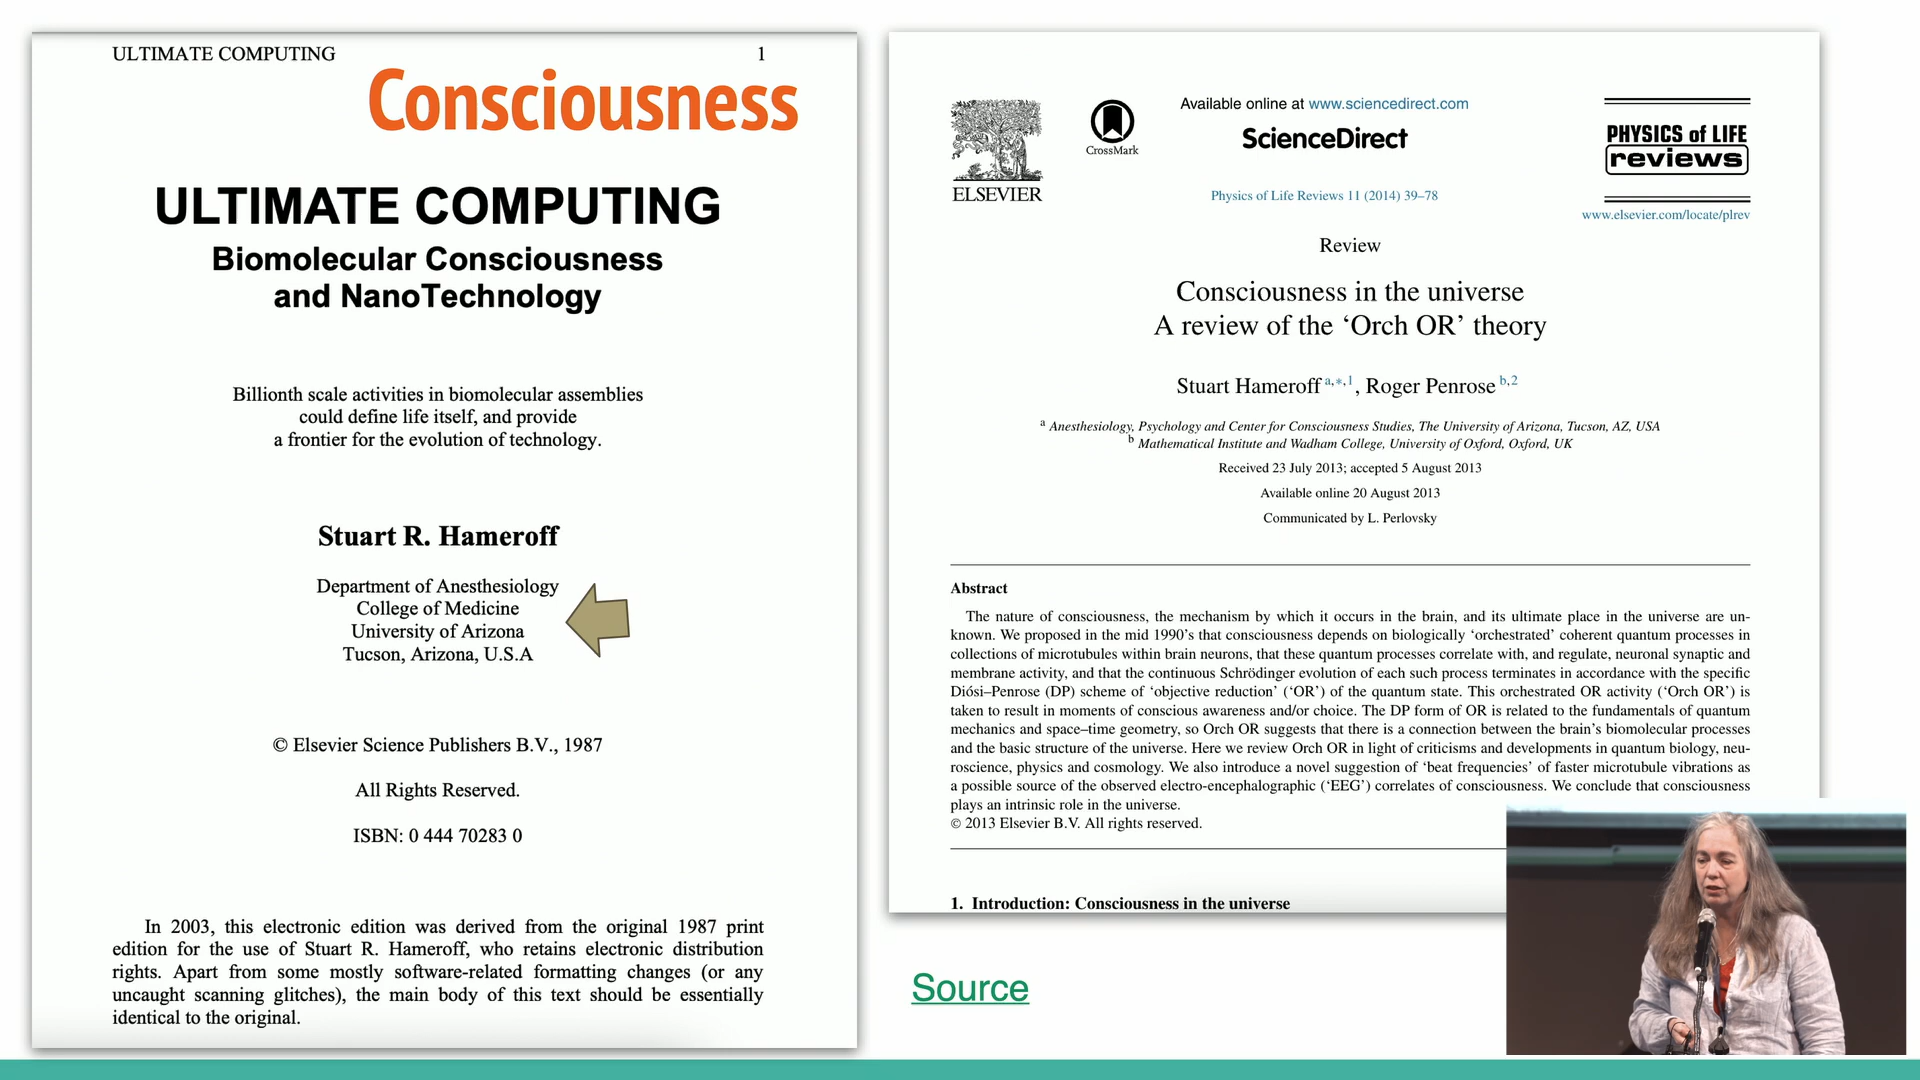 ULTIMATE COMPUTING 1
Consciousness
ULTIMATE COMPUTING
Biomolecular Consciousness
and NanoTechnology
Billionth scale activities in biomolecular assemblies
could define life itself, and provide
a frontier for the evolution of technology.
Stuart R. Hameroff
Department of Anesthesiology
College of Medicine
University of Arizona
Tucson, Arizona, U.S.A
© Elsevier Science Publishers B.V., 1987
All Rights Reserved.
ISBN: 0 444 70283 0
In 2003, this electronic edition was derived from the original 1987 print
edition for the use of Stuart R. Hameroff, who retains electronic distribution
rights. Apart from some mostly software-related formatting changes (or any
uncaught scanning glitches), the main body of this text should be essentially
identical to the original.
ELSEVIER
CrossMark
Available online at www.sciencedirect.com
ScienceDirect
Physics of Life Reviews 11 (2014) 39–78
PHYSICS of LIFE
reviews
www.elsevier.com/locate/plrev
Review
Consciousness in the universe
A review of the ‘Orch OR’ theory
Stuart Hameroff a,*,1, Roger Penrose b,2
a Anesthesiology, Psychology and Center for Consciousness Studies, The University of Arizona, Tucson, AZ, USA
b Mathematical Institute and Wadham College, University of Oxford, Oxford, UK
Received 23 July 2013; accepted 5 August 2013
Available online 20 August 2013
Communicated by L. Perlovsky
Abstract
The nature of consciousness, the mechanism by which it occurs in the brain, and its ultimate place in the universe are un-
known. We proposed in the mid 1990’s that consciousness depends on biologically ‘orchestrated’ coherent quantum processes in
collections of microtubules within brain neurons, that these quantum processes correlate with, and regulate, neuronal synaptic and
membrane activity, and that the continuous Schrödinger evolution of each such process terminates in accordance with the specific
Diósi–Penrose (DP) scheme of ‘objective reduction’ (‘OR’) of the quantum state. This orchestrated OR activity (‘Orch OR’) is
taken to result in moments of conscious awareness and/or choice. The DP form of OR is related to the fundamentals of quantum
mechanics and space–time geometry, so Orch OR suggests that there is a connection between the brain’s biomolecular processes
and the basic structure of the universe. Here we review Orch OR in light of criticisms and developments in quantum biology, neu-
roscience, physics and cosmology. We also introduce a novel suggestion of ‘beat frequencies’ of faster microtubule vibrations as
a possible source of the observed electro-encephalographic (‘EEG’) correlates of consciousness. We conclude that consciousness
plays an intrinsic role in the universe.
© 2013 Elsevier B.V. All rights reserved.
1. Introduction: Consciousness in the universe
Source